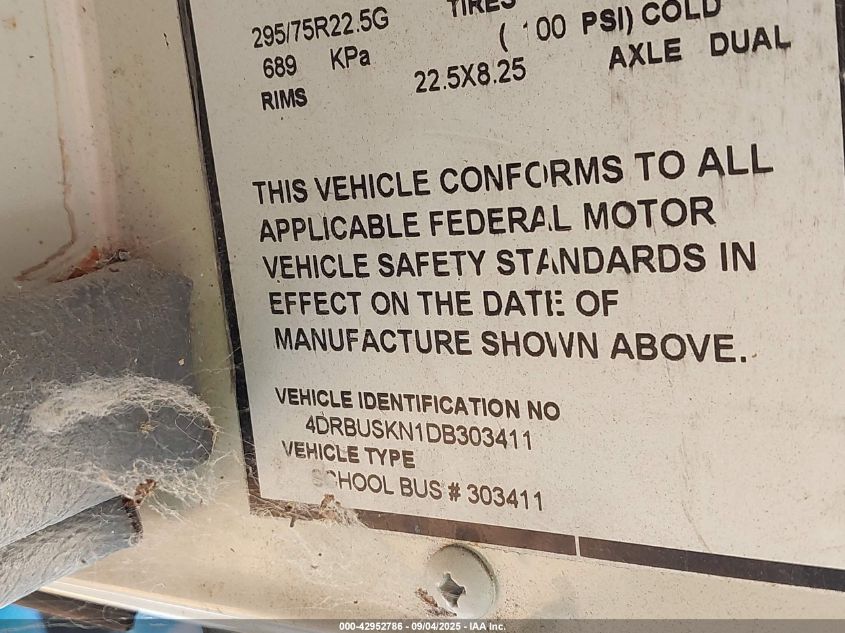 TIRES
295/75R22.5G
689 KPa ( 100 PSI) COLD
RIMS 22.5X8.25 AXLE DUAL
THIS VEHICLE CONFORMS TO ALL
APPLICABLE FEDERAL MOTOR
VEHICLE SAFETY STANDARDS IN
EFFECT ON THE DATE OF
MANUFACTURE SHOWN ABOVE.
VEHICLE IDENTIFICATION NO
4DRBUSKN1DB303411
VEHICLE TYPE
SCHOOL BUS # 303411
000-42952786 - 09/04/2025 - IAA Inc.